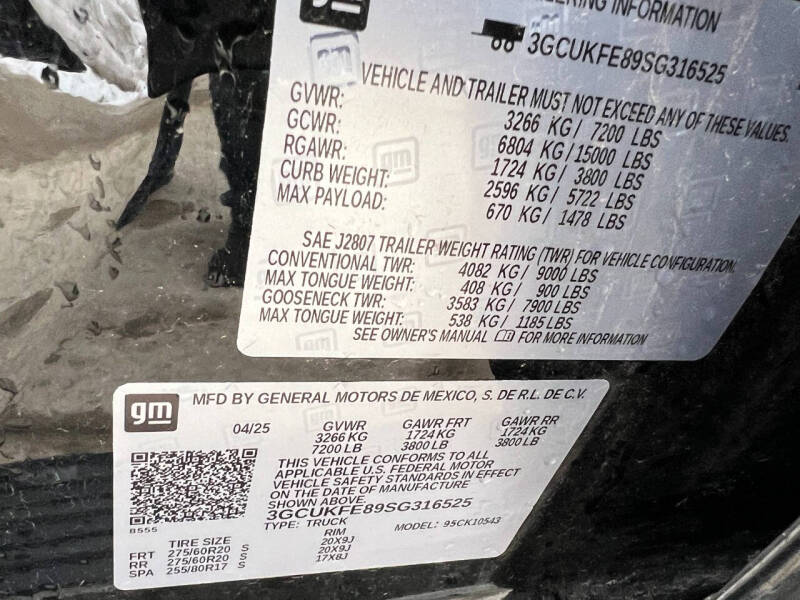 gm
ERING INFORMATION
3GCUKFE89SG316525
VEHICLE AND TRAILER MUST NOT EXCEED ANY OF THESE VALUES.
GVWR: 3266 KG / 7200 LBS
GCWR: 6804 KG / 15000 LBS
RGAWR: 1724 KG / 3800 LBS
CURB WEIGHT: 2596 KG / 5722 LBS
MAX PAYLOAD: 670 KG / 1478 LBS
SAE J2807 TRAILER WEIGHT RATING (TWR) FOR VEHICLE CONFIGURATION.
CONVENTIONAL TWR: 4082 KG / 9000 LBS
MAX TONGUE WEIGHT: 408 KG / 900 LBS
GOOSENECK TWR: 3583 KG / 7900 LBS
MAX TONGUE WEIGHT: 538 KG / 1185 LBS
SEE OWNER'S MANUAL FOR MORE INFORMATION
gm MFD BY GENERAL MOTORS DE MEXICO, S. DE R.L. DE C.V.
04/25 GVWR GAWR FRT GAWR RR
3266 KG 1724 KG 1724 KG
7200 LB 3800 LB 3800 LB
THIS VEHICLE CONFORMS TO ALL
APPLICABLE U.S. FEDERAL MOTOR
VEHICLE SAFETY STANDARDS IN EFFECT
ON THE DATE OF MANUFACTURE
SHOWN ABOVE.
3GCUKFE89SG316525
8555 TYPE: TRUCK MODEL: 95CK10543
TIRE SIZE RIM
FRT 275/60R20 S 20X9J
RR 275/60R20 S 20X9J
SPA 255/80R17 S 17X8J